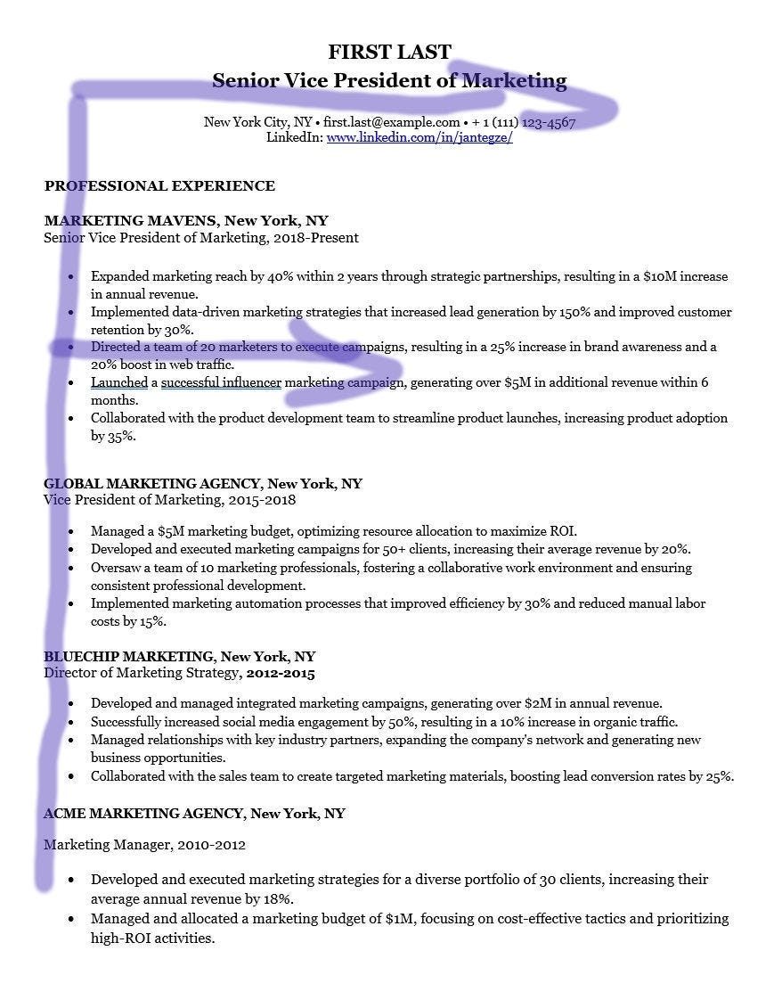 FIRST LAST
Senior Vice President of Marketing
New York City, NY • first.last@example.com • + 1 (111) 123-4567
LinkedIn: www.linkedin.com/in/jantegze/
PROFESSIONAL EXPERIENCE
MARKETING MAVENS, New York, NY
Senior Vice President of Marketing, 2018-Present
• Expanded marketing reach by 40% within 2 years through strategic partnerships, resulting in a $10M increase
in annual revenue.
• Implemented data-driven marketing strategies that increased lead generation by 150% and improved customer
retention by 30%.
• Directed a team of 20 marketers to execute campaigns, resulting in a 25% increase in brand awareness and a
20% boost in web traffic.
• Launched a successful influencer marketing campaign, generating over $5M in additional revenue within 6
months.
• Collaborated with the product development team to streamline product launches, increasing product adoption
by 35%.
GLOBAL MARKETING AGENCY, New York, NY
Vice President of Marketing, 2015-2018
• Managed a $5M marketing budget, optimizing resource allocation to maximize ROI.
• Developed and executed marketing campaigns for 50+ clients, increasing their average revenue by 20%.
• Oversaw a team of 10 marketing professionals, fostering a collaborative work environment and ensuring
consistent professional development.
• Implemented marketing automation processes that improved efficiency by 30% and reduced manual labor
costs by 15%.
BLUECHIP MARKETING, New York, NY
Director of Marketing Strategy, 2012-2015
• Developed and managed integrated marketing campaigns, generating over $2M in annual revenue.
• Successfully increased social media engagement by 50%, resulting in a 10% increase in organic traffic.
• Managed relationships with key industry partners, expanding the company's network and generating new
business opportunities.
• Collaborated with the sales team to create targeted marketing materials, boosting lead conversion rates by 25%.
ACME MARKETING AGENCY, New York, NY
Marketing Manager, 2010-2012
• Developed and executed marketing strategies for a diverse portfolio of 30 clients, increasing their
average annual revenue by 18%.
• Managed and allocated a marketing budget of $1M, focusing on cost-effective tactics and prioritizing
high-ROI activities.